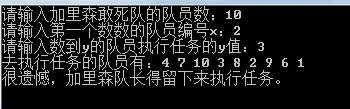 请输入加里森敢死队的队员数：10
请输入第一个数数的队员编号x：2
请输入数到y的队员执行任务的y值：3
去执行任务的队员有：4 7 10 3 8 2 9 6 1
很遗憾，加里森队长得留下来执行任务。